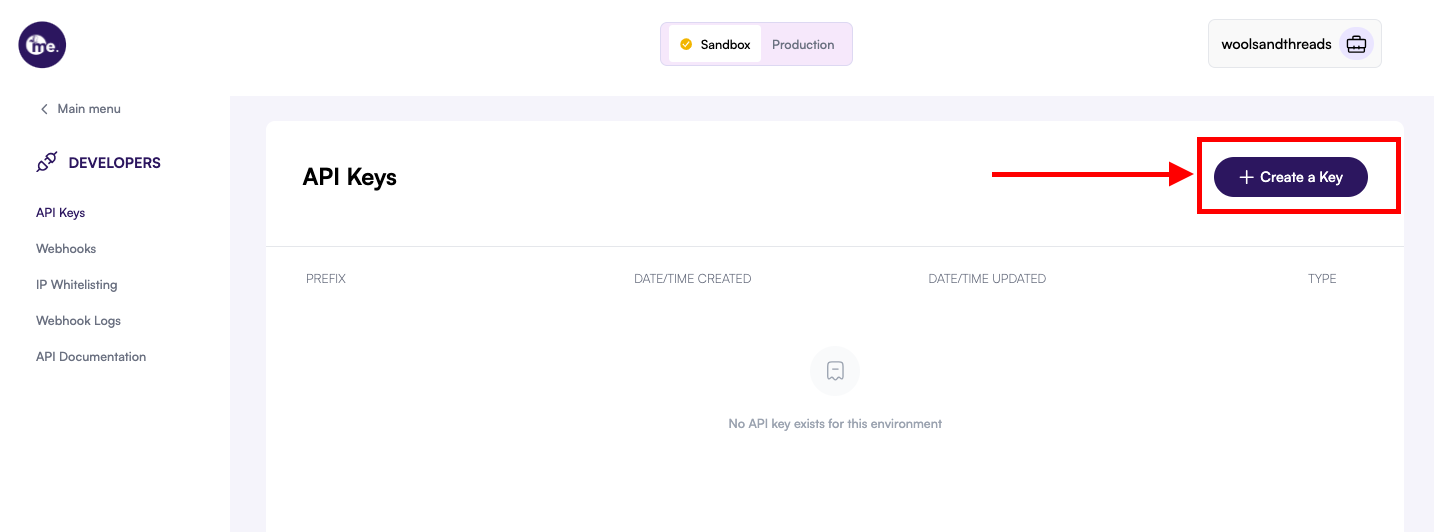 me.
Sandbox
Production
woolsandthreads
Main menu
DEVELOPERS
API Keys
Webhooks
IP Whitelisting
Webhook Logs
API Documentation
API Keys
Create a Key
PREFIX DATE/TIME CREATED DATE/TIME UPDATED TYPE
No API key exists for this environment